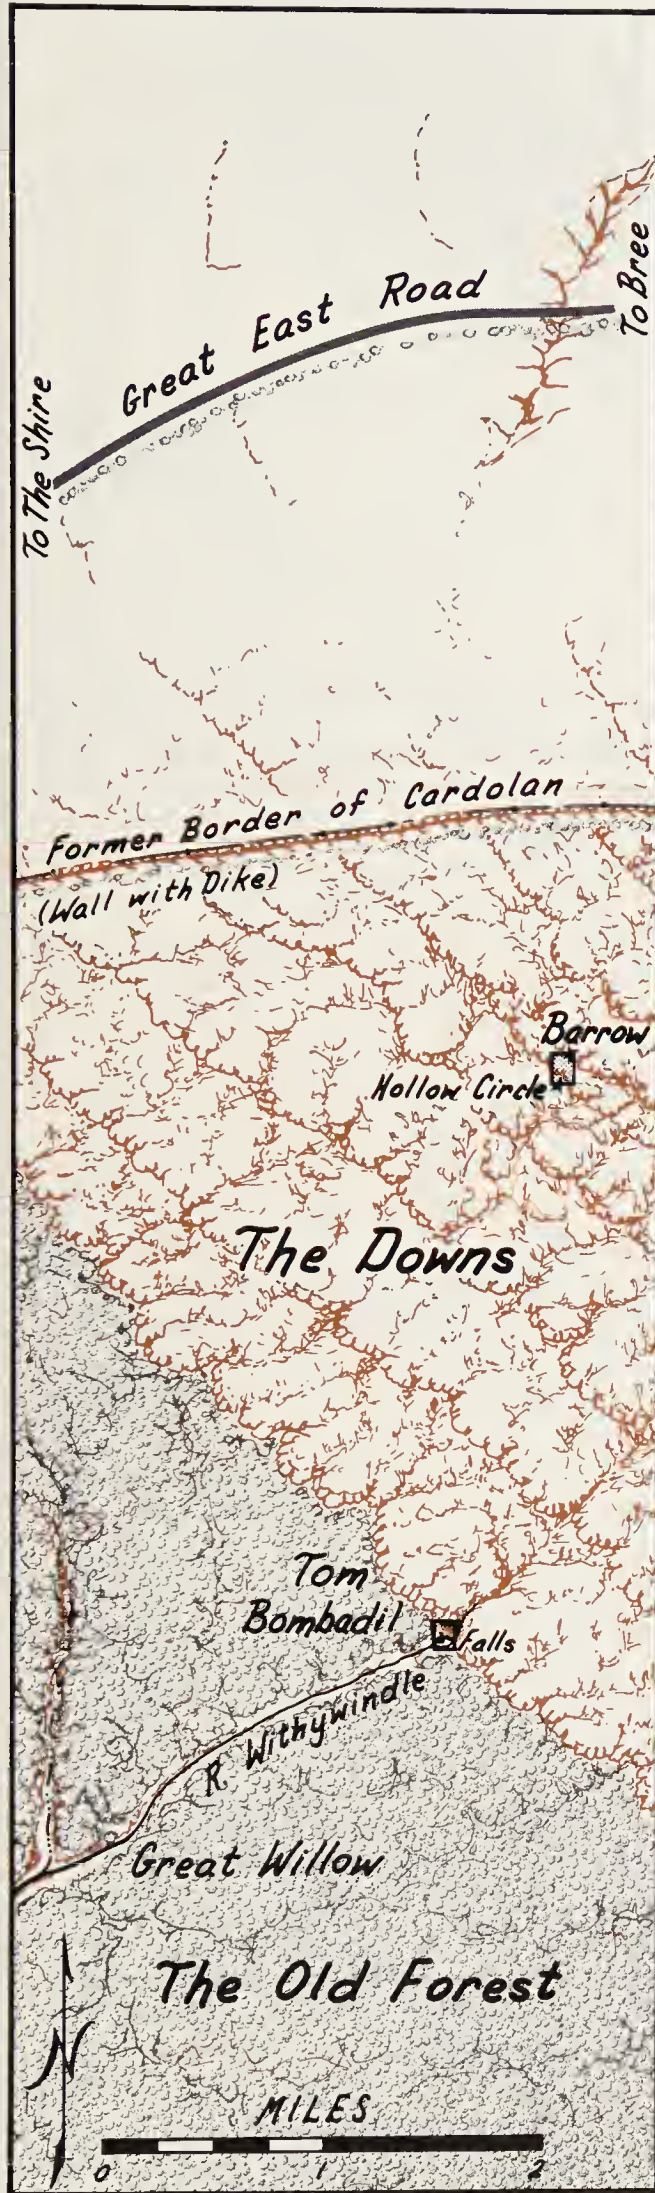 Great East Road
To Bree
To The Shire
Former Border of Cardolan
(Wall with Dike)
Barrow
Hollow Circle
The Downs
Tom
Bombadil
Falls
R. Withywindle
Great Willow
The Old Forest
N
MILES
0 1 2